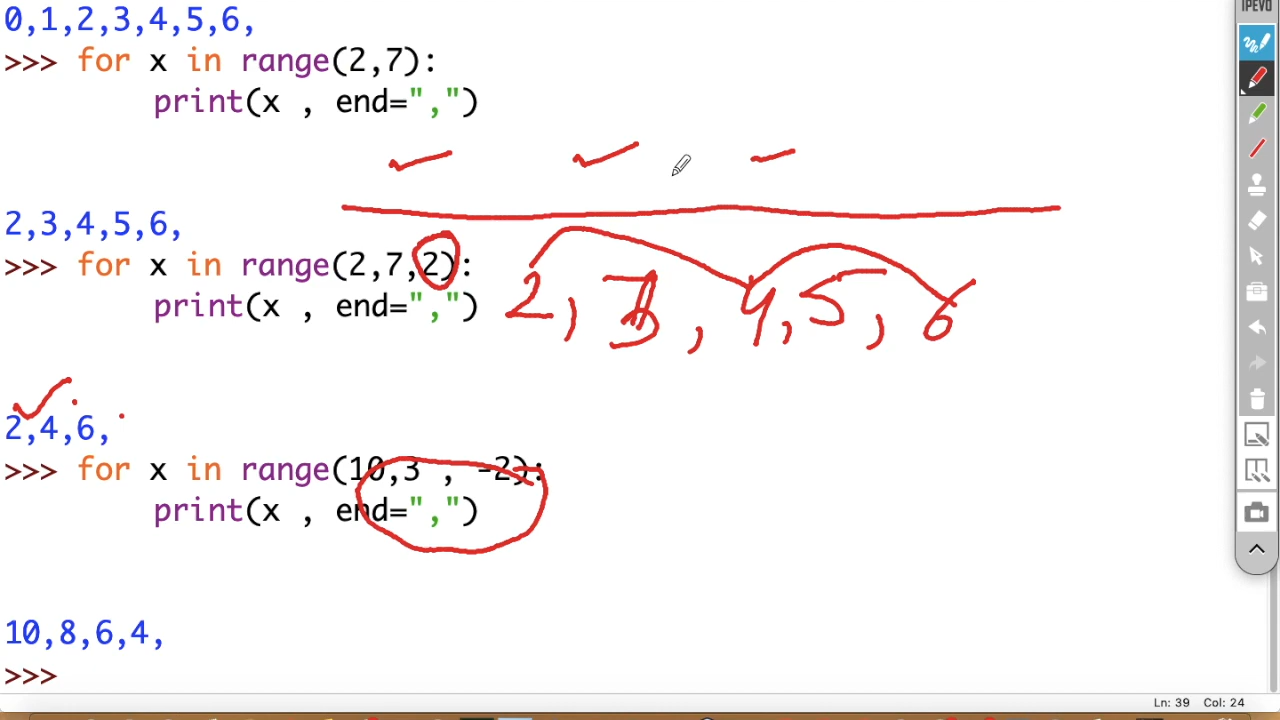 IPEVO
0,1,2,3,4,5,6,
>>> for x in range(2,7):
print(x , end=",")
2,3,4,5,6,
>>> for x in range(2,7,2):
print(x , end=",")
2, 3, 4, 5, 6
2,4,6,
>>> for x in range(10,3 , -2):
print(x , end=",")
10,8,6,4,
>>>
Ln: 39 Col: 24